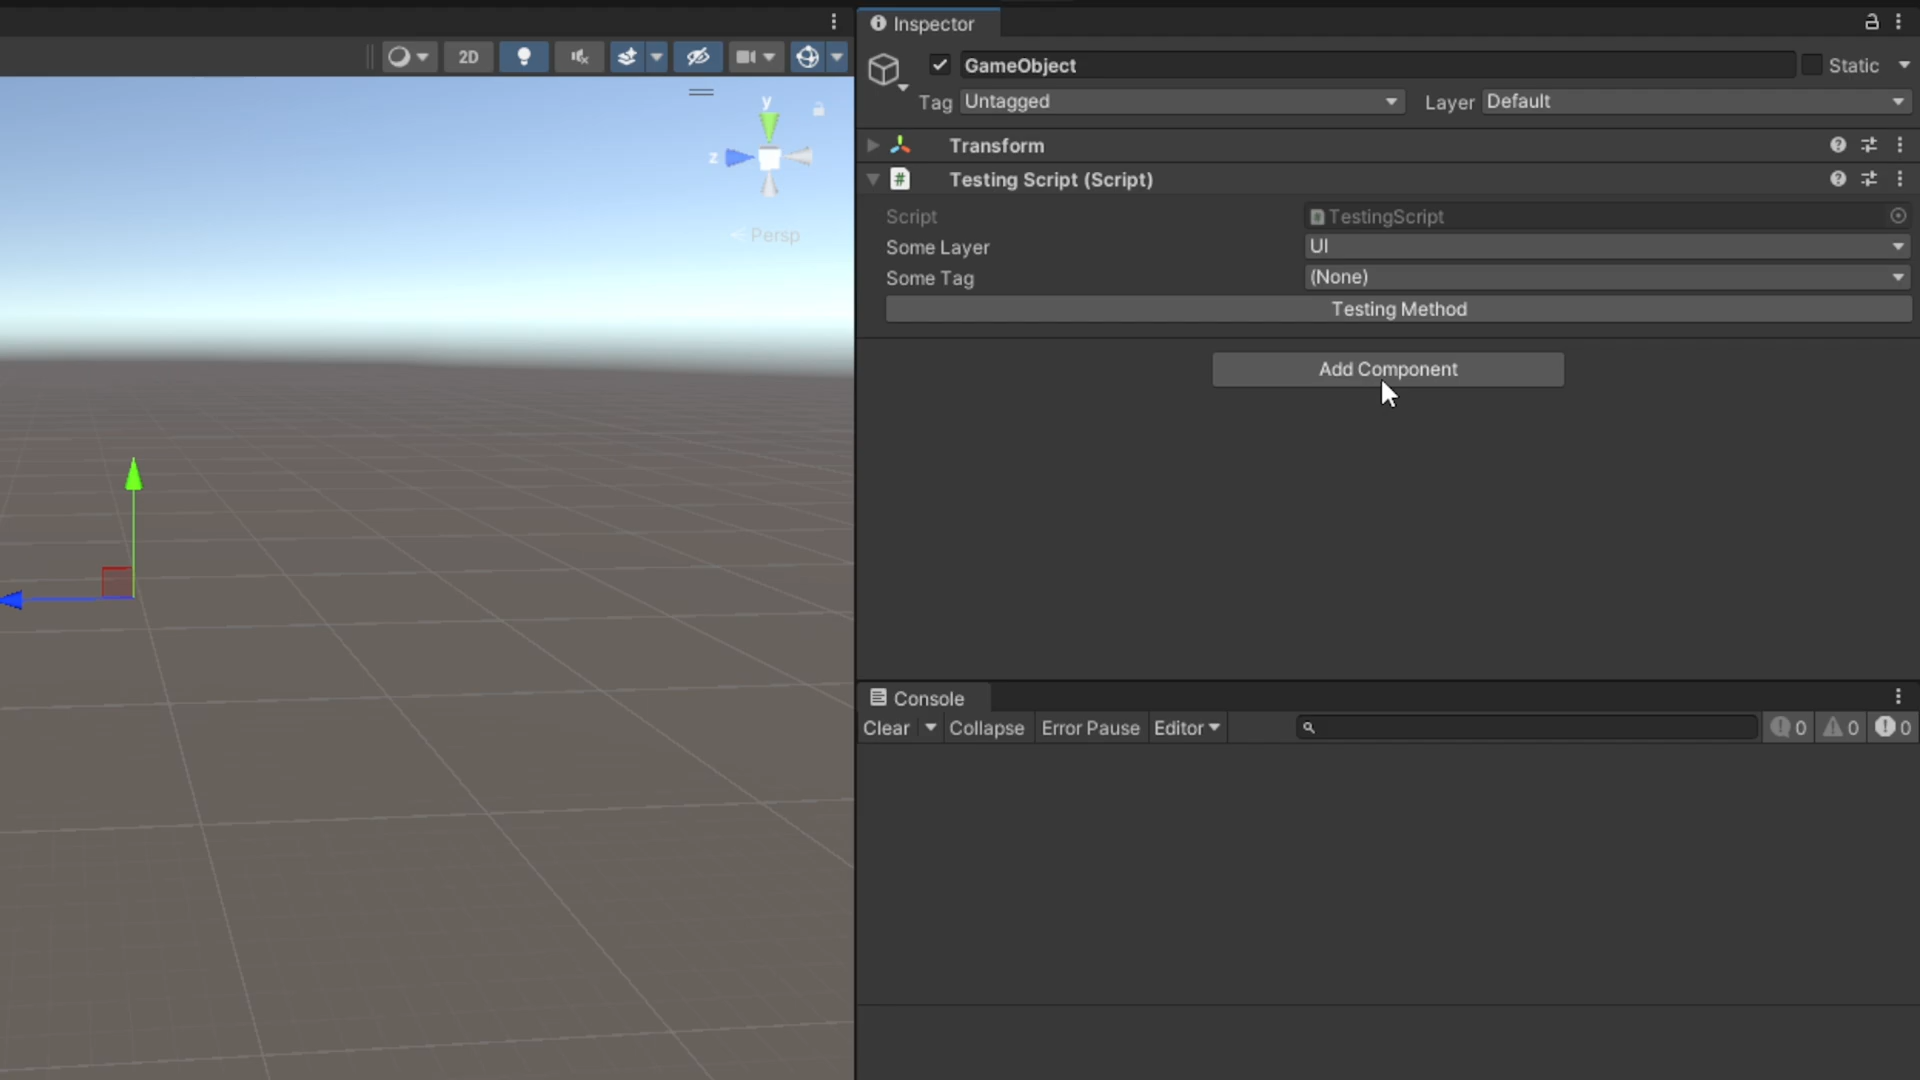 Inspector
2D
GameObject
Static
Tag Untagged Layer Default
y
z
Persp
Transform
Testing Script (Script)
#
Script TestingScript
Some Layer UI
Some Tag (None)
Testing Method
Add Component
Console
Clear Collapse Error Pause Editor 0 0 0